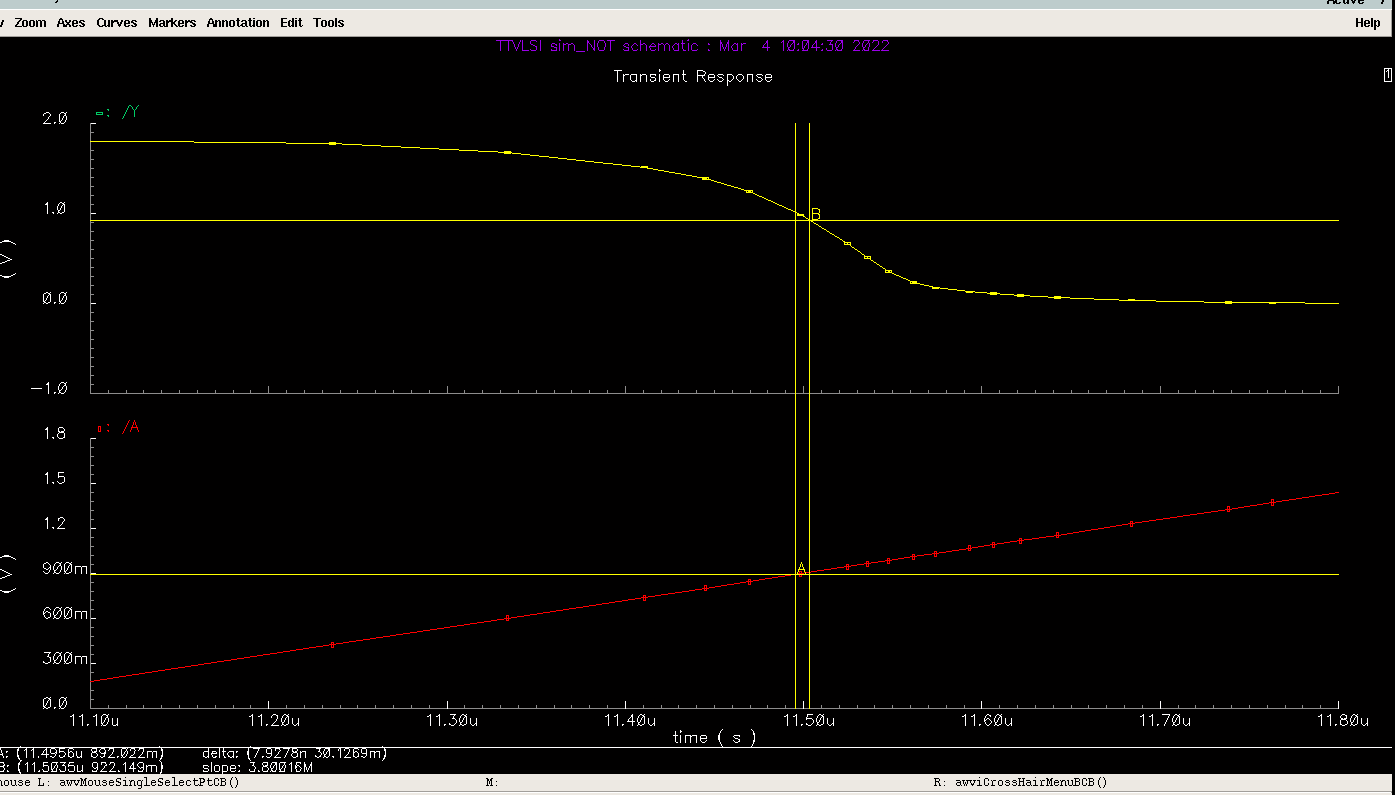 Zoom Axes Curves Markers Annotation Edit Tools Help
TTVLSI sim_NOT schematic : Mar 4 10:04:30 2022
Transient Response
1
: /Y
2.0
1.0
B
(V)
0.0
-1.0
: /A
1.8
1.5
1.2
900m
A
(V)
600m
300m
0.0
11.10u 11.20u 11.30u 11.40u 11.50u 11.60u 11.70u 11.80u
time ( s )
A: (11.4956u 892.022m) delta: (7.9278n 30.1269m)
B: (11.5035u 922.149m) slope: 3.80016M
mouse L: awvMouseSingleSelectPtCB() M: R: awviCrossHairMenuBCB()